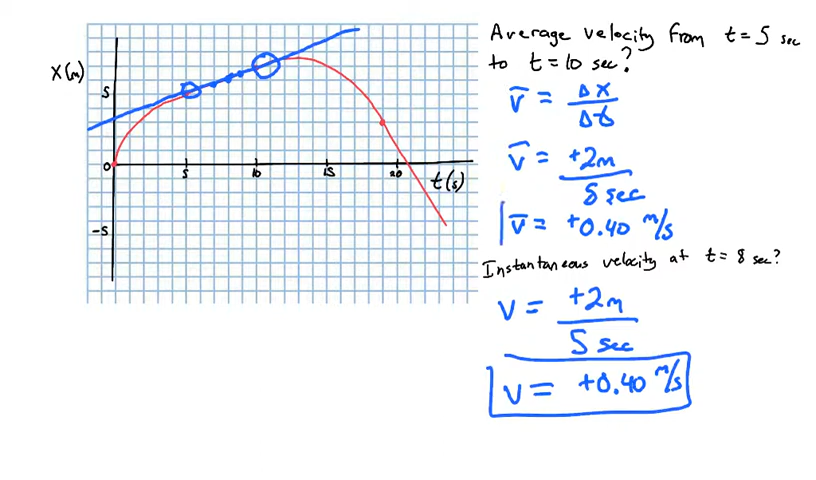 Average velocity from t = 5 sec
to t = 10 sec?
v̄ = Δx
Δt
v̄ = +2m
8 sec
v̄ = +0.40 m/s
Instantaneous velocity at t = 8 sec?
v = +2m
5 sec
v = +0.40 m/s
X(m)
5
0
-5
5 10 15 20
t(s)